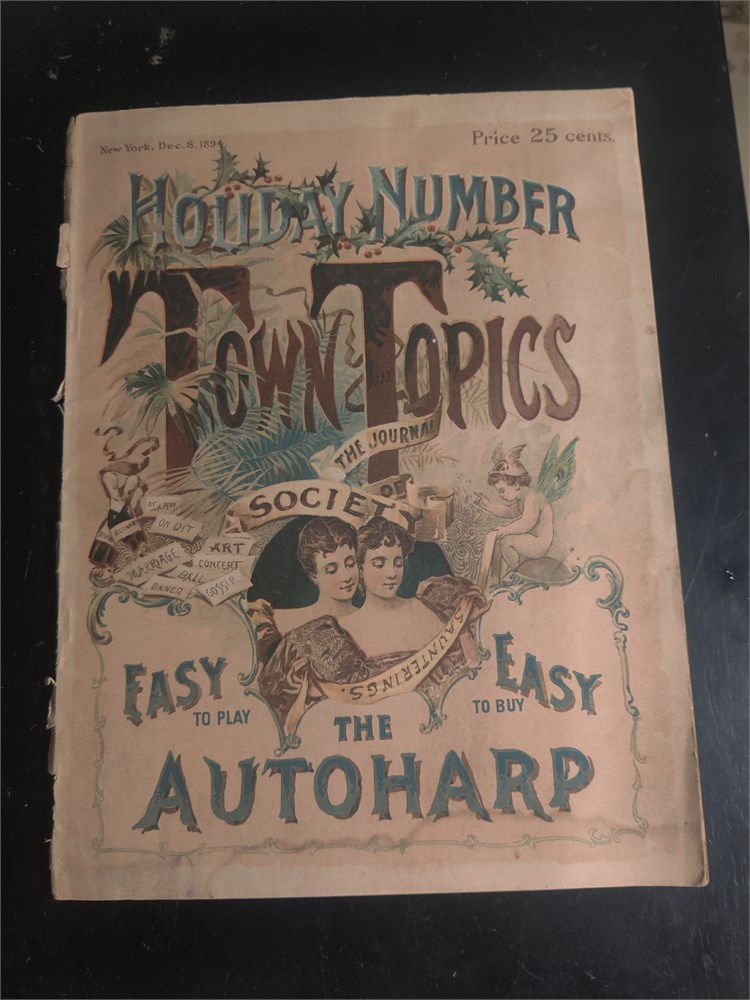 New York, Dec. 8. 1894
Price 25 cents.
HOLIDAY NUMBER
TOWN TOPICS
THE JOURNAL
OF
SOCIETY
ON DIT
ART
MARRIAGE
CONCERT
BALL
DINNER
GOSSIP
SAUNTERINGS.
EASY
TO PLAY
EASY
TO BUY
THE
AUTOHARP